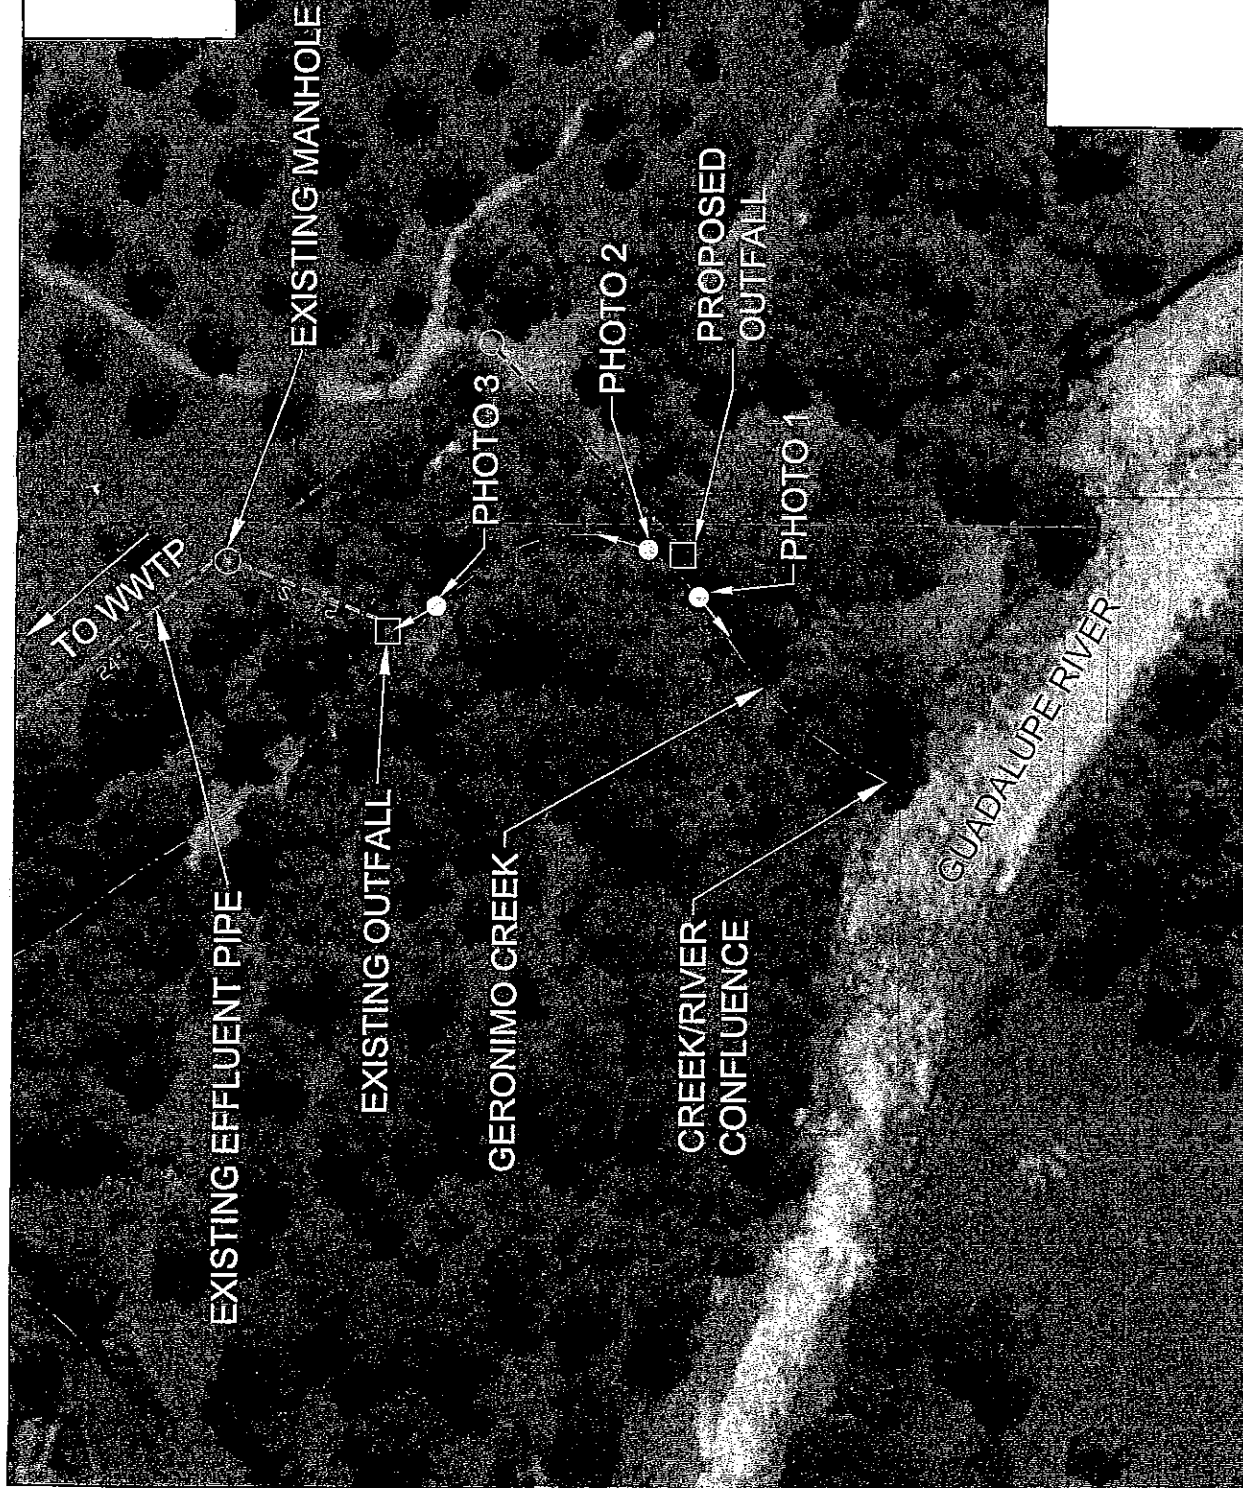 EXISTING MANHOLE
TO WWTP
24"
EXISTING EFFLUENT PIPE
EXISTING OUTFALL
PHOTO 3
GERONIMO CREEK
PHOTO 2
PROPOSED
OUTFALL
PHOTO 1
CREEK/RIVER
CONFLUENCE
GUADALUPE RIVER